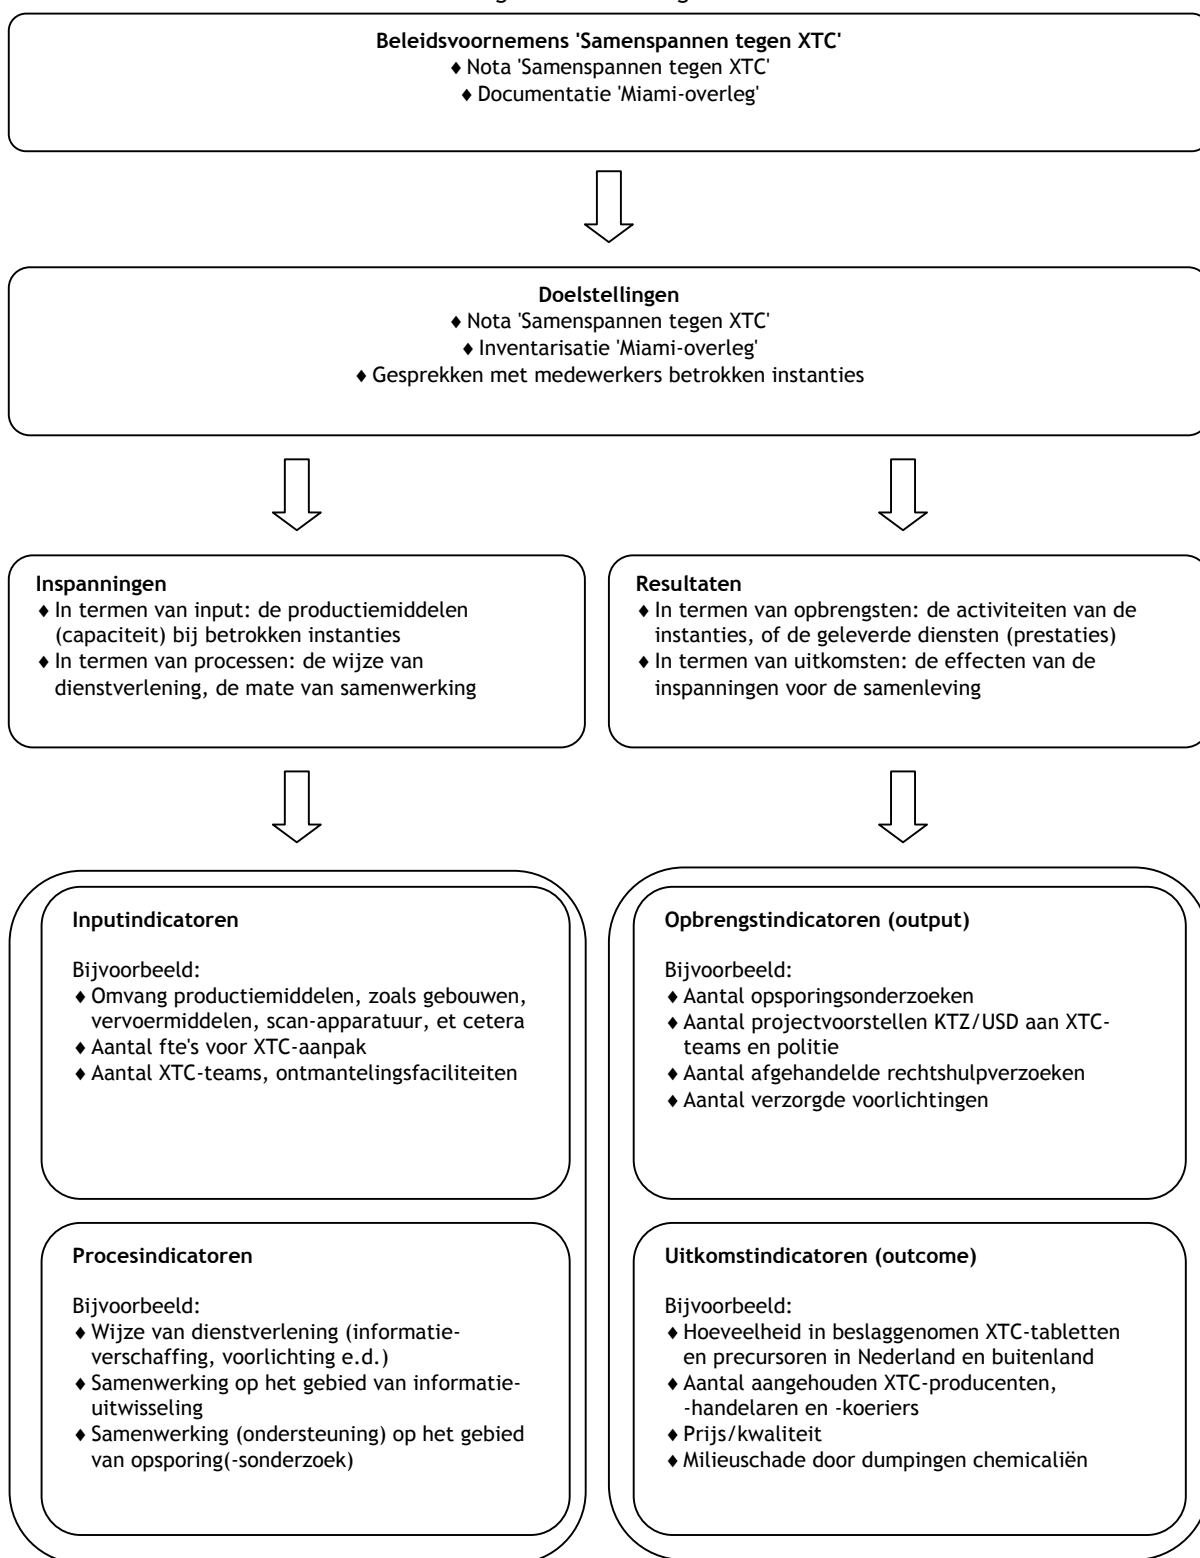 Beleidsvoornemens 'Samenspannen tegen XTC'
♦ Nota 'Samenspannen tegen XTC'
♦ Documentatie 'Miami-overleg'
Doelstellingen
♦ Nota 'Samenspannen tegen XTC'
♦ Inventarisatie 'Miami-overleg'
♦ Gesprekken met medewerkers betrokken instanties
Inspanningen
♦ In termen van input: de productiemiddelen
(capaciteit) bij betrokken instanties
♦ In termen van processen: de wijze van
dienstverlening, de mate van samenwerking
Resultaten
♦ In termen van opbrengsten: de activiteiten van de
instanties, of de geleverde diensten (prestaties)
♦ In termen van uitkomsten: de effecten van de
inspanningen voor de samenleving
Inputindicatoren
Bijvoorbeeld:
♦ Omvang productiemiddelen, zoals gebouwen,
vervoermiddelen, scan-apparatuur, et cetera
♦ Aantal fte's voor XTC-aanpak
♦ Aantal XTC-teams, ontmantelingsfaciliteiten
Opbrengstindicatoren (output)
Bijvoorbeeld:
♦ Aantal opsporingsonderzoeken
♦ Aantal projectvoorstellen KTZ/USD aan XTC-
teams en politie
♦ Aantal afgehandelde rechtshulpverzoeken
♦ Aantal verzorgde voorlichtingen
Procesindicatoren
Bijvoorbeeld:
♦ Wijze van dienstverlening (informatie-
verschaffing, voorlichting e.d.)
♦ Samenwerking op het gebied van informatie-
uitwisseling
♦ Samenwerking (ondersteuning) op het gebied
van opsporing(-sonderzoek)
Uitkomstindicatoren (outcome)
Bijvoorbeeld:
♦ Hoeveelheid in beslaggenomen XTC-tabletten
en precursoren in Nederland en buitenland
♦ Aantal aangehouden XTC-producenten,
-handelaren en -koeriers
♦ Prijs/kwaliteit
♦ Milieuschade door dumpingen chemicaliën